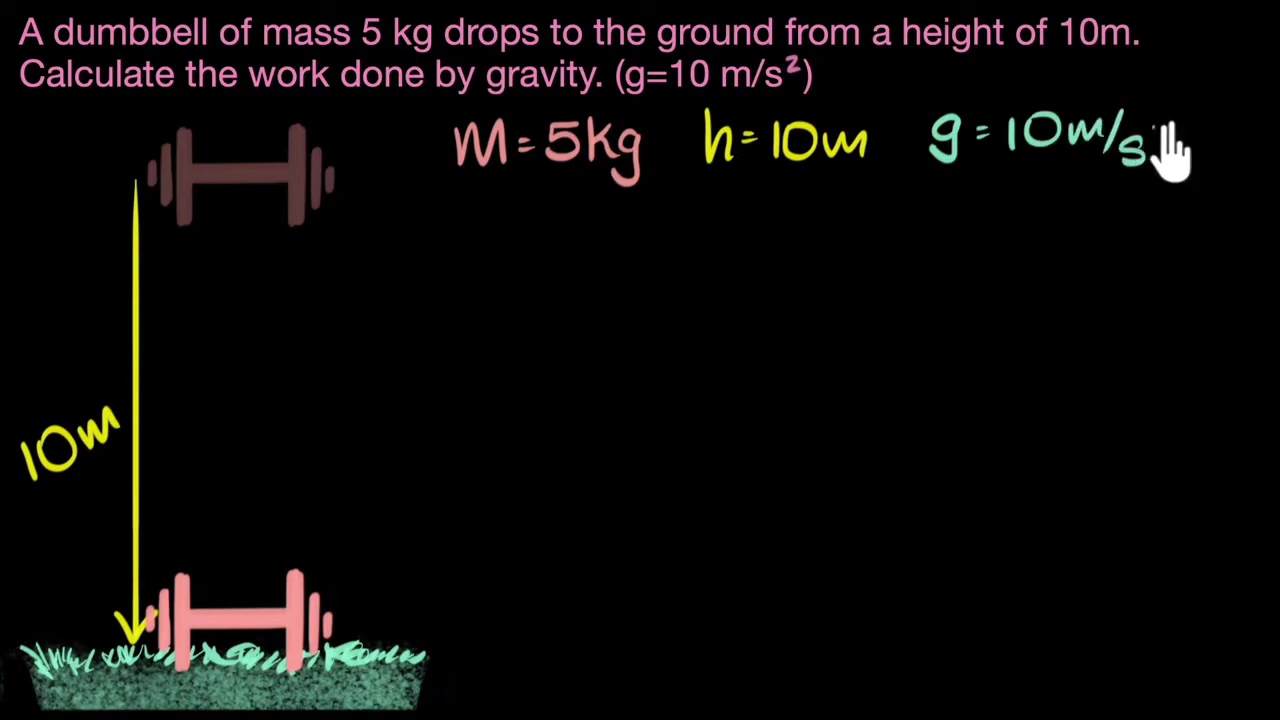 A dumbbell of mass 5 kg drops to the ground from a height of 10m.
Calculate the work done by gravity. (g=10 m/s²)
m = 5kg h = 10m g = 10m/s
10m